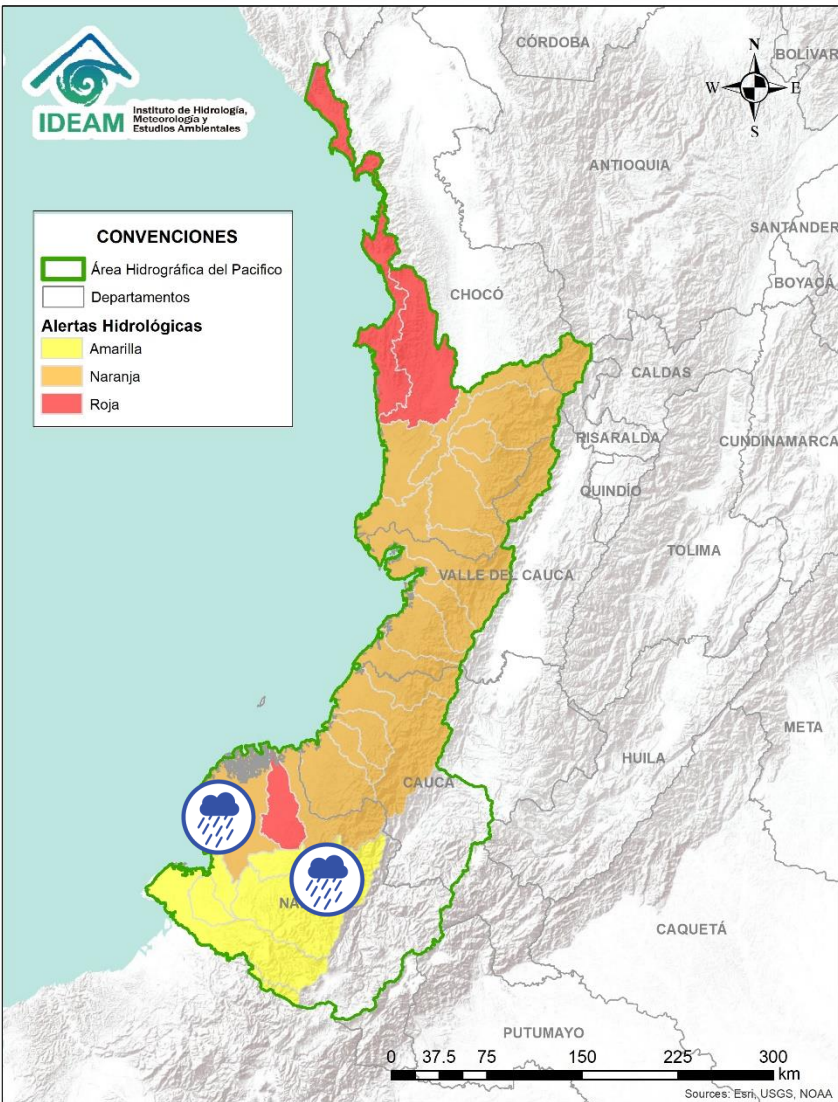 IDEAM
Instituto de Hidrología,
Meteorología y
Estudios Ambientales
N
W E
S
CONVENCIONES
Área Hidrográfica del Pacifico
Departamentos
Alertas Hidrológicas
Amarilla
Naranja
Roja
CÓRDOBA
BOLÍVAR
ANTIOQUIA
SANTANDER
BOYACÁ
CHOCÓ
CALDAS
RISARALDA
CUNDINAMARCA
QUINDÍO
TOLIMA
VALLE DEL CAUCA
META
HUILA
CAUCA
NA
CAQUETÁ
PUTUMAYO
0 37.5 75 150 225 300
km
Sources: Esri, USGS, NOAA